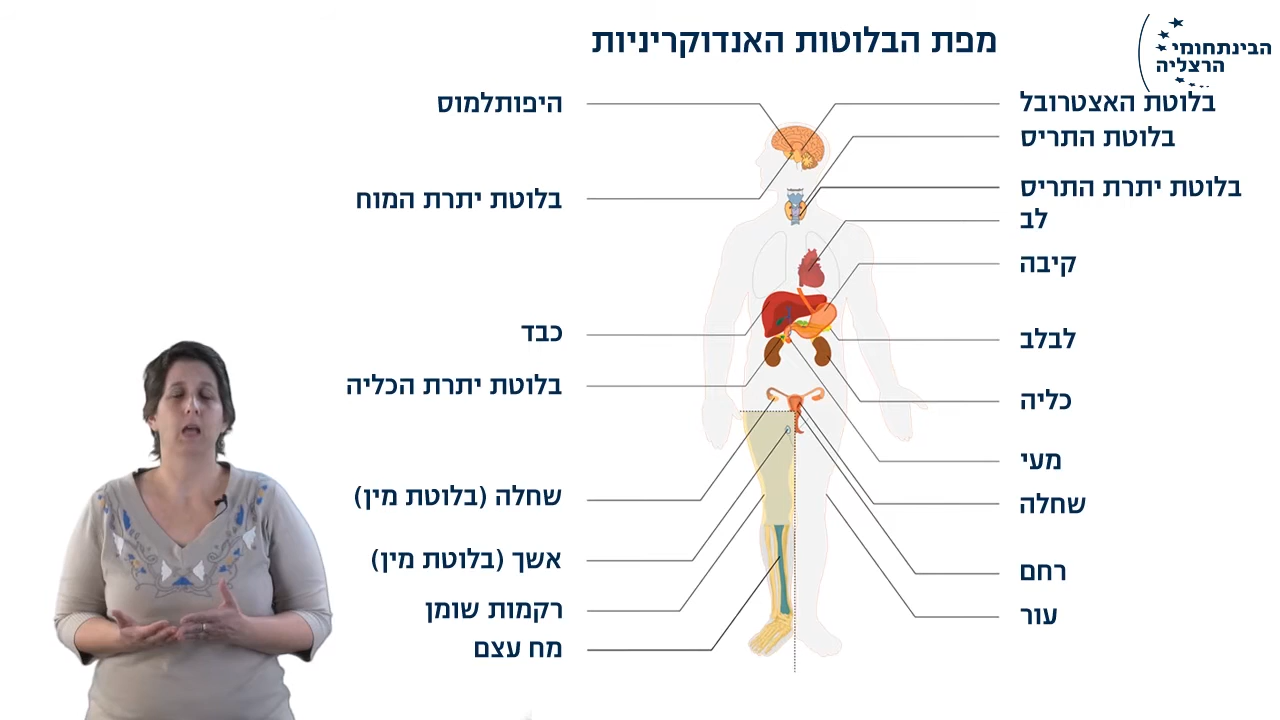 מפת הבלוטות האנדוקריניות
הבינתחומי
הרצליה
בלוטת האצטרובל
בלוטת התריס
בלוטת יתרת התריס
לב
קיבה
לבלב
כליה
מעי
שחלה
רחם
עור
היפותלמוס
בלוטת יתרת המוח
כבד
בלוטת יתרת הכליה
שחלה (בלוטת מין)
אשך (בלוטת מין)
רקמות שומן
מח עצם